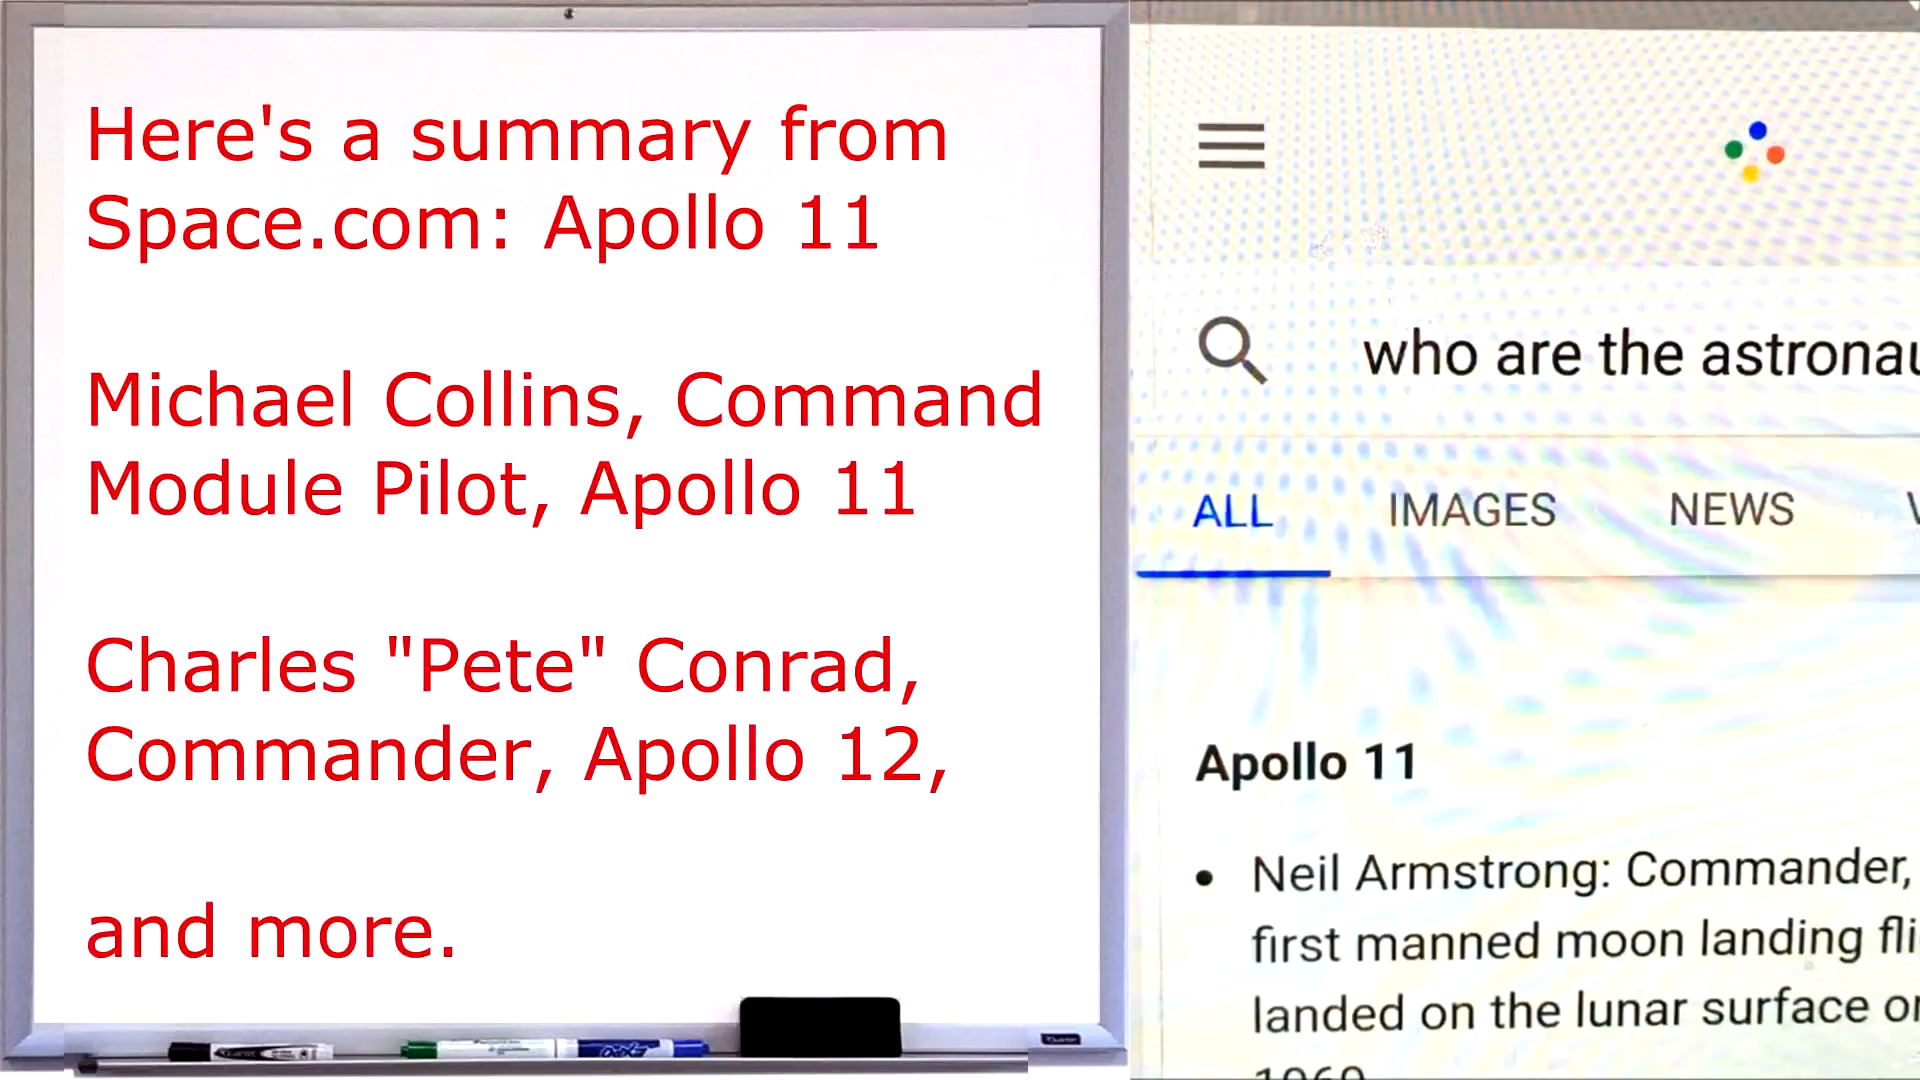 Here's a summary from
Space.com: Apollo 11
Michael Collins, Command
Module Pilot, Apollo 11
Charles "Pete" Conrad,
Commander, Apollo 12,
and more.
who are the
ALL
IMAGES
NEWS
Apollo 11
• Neil Armstrong: Commander,
first manned moon landing
landed on the lunar surface